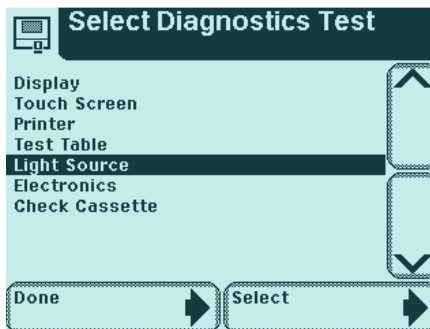 Select Diagnostics Test
Display
Touch Screen
Printer
Test Table
Light Source
Electronics
Check Cassette
Done
Select